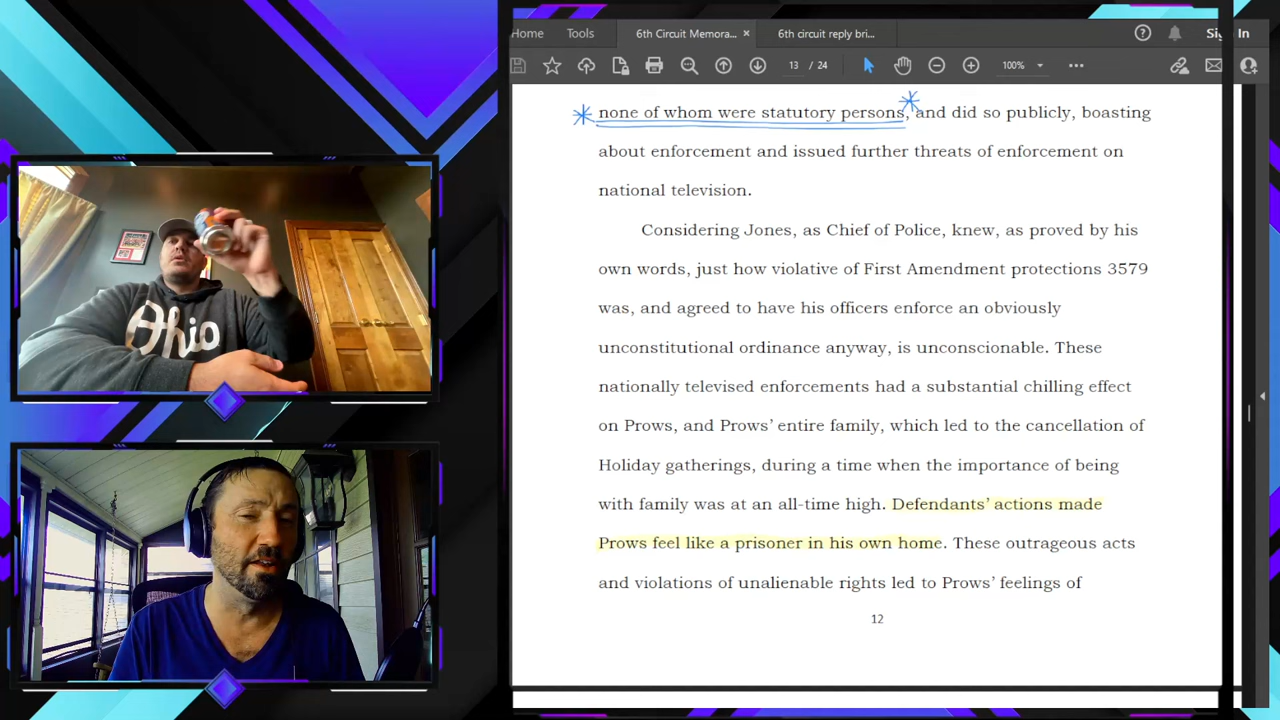 Home Tools 6th Circuit Memora... × 6th circuit reply bri... Sign In
13 / 24 100%
none of whom were statutory persons, and did so publicly, boasting
about enforcement and issued further threats of enforcement on
national television.
Considering Jones, as Chief of Police, knew, as proved by his
own words, just how violative of First Amendment protections 3579
was, and agreed to have his officers enforce an obviously
unconstitutional ordinance anyway, is unconscionable. These
nationally televised enforcements had a substantial chilling effect
on Prows, and Prows’ entire family, which led to the cancellation of
Holiday gatherings, during a time when the importance of being
with family was at an all-time high. Defendants’ actions made
Prows feel like a prisoner in his own home. These outrageous acts
and violations of unalienable rights led to Prows’ feelings of
12
Ohio